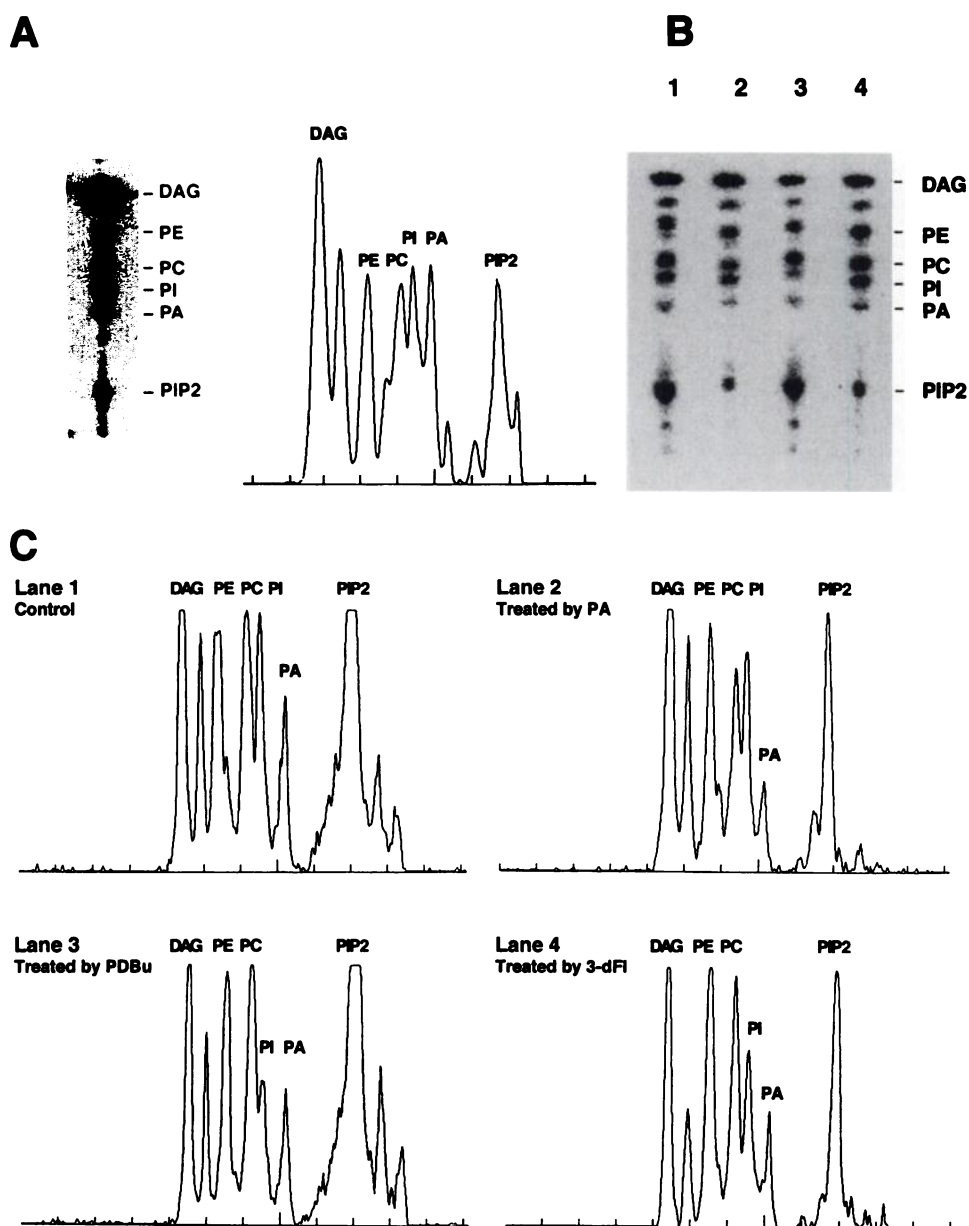 A
B
1 2 3 4
DAG
– DAG
– PE
– PC
– PI
– PA
– PIP2
PE PC PI PA PIP2
– DAG
– PE
– PC
– PI
– PA
– PIP2
C
Lane 1
Control
DAG PE PC PI PIP2
PA
Lane 2
Treated by PA
DAG PE PC PI PIP2
PA
Lane 3
Treated by PDBu
DAG PE PC PIP2
PI PA
Lane 4
Treated by 3-dFI
DAG PE PC PIP2
PI
PA